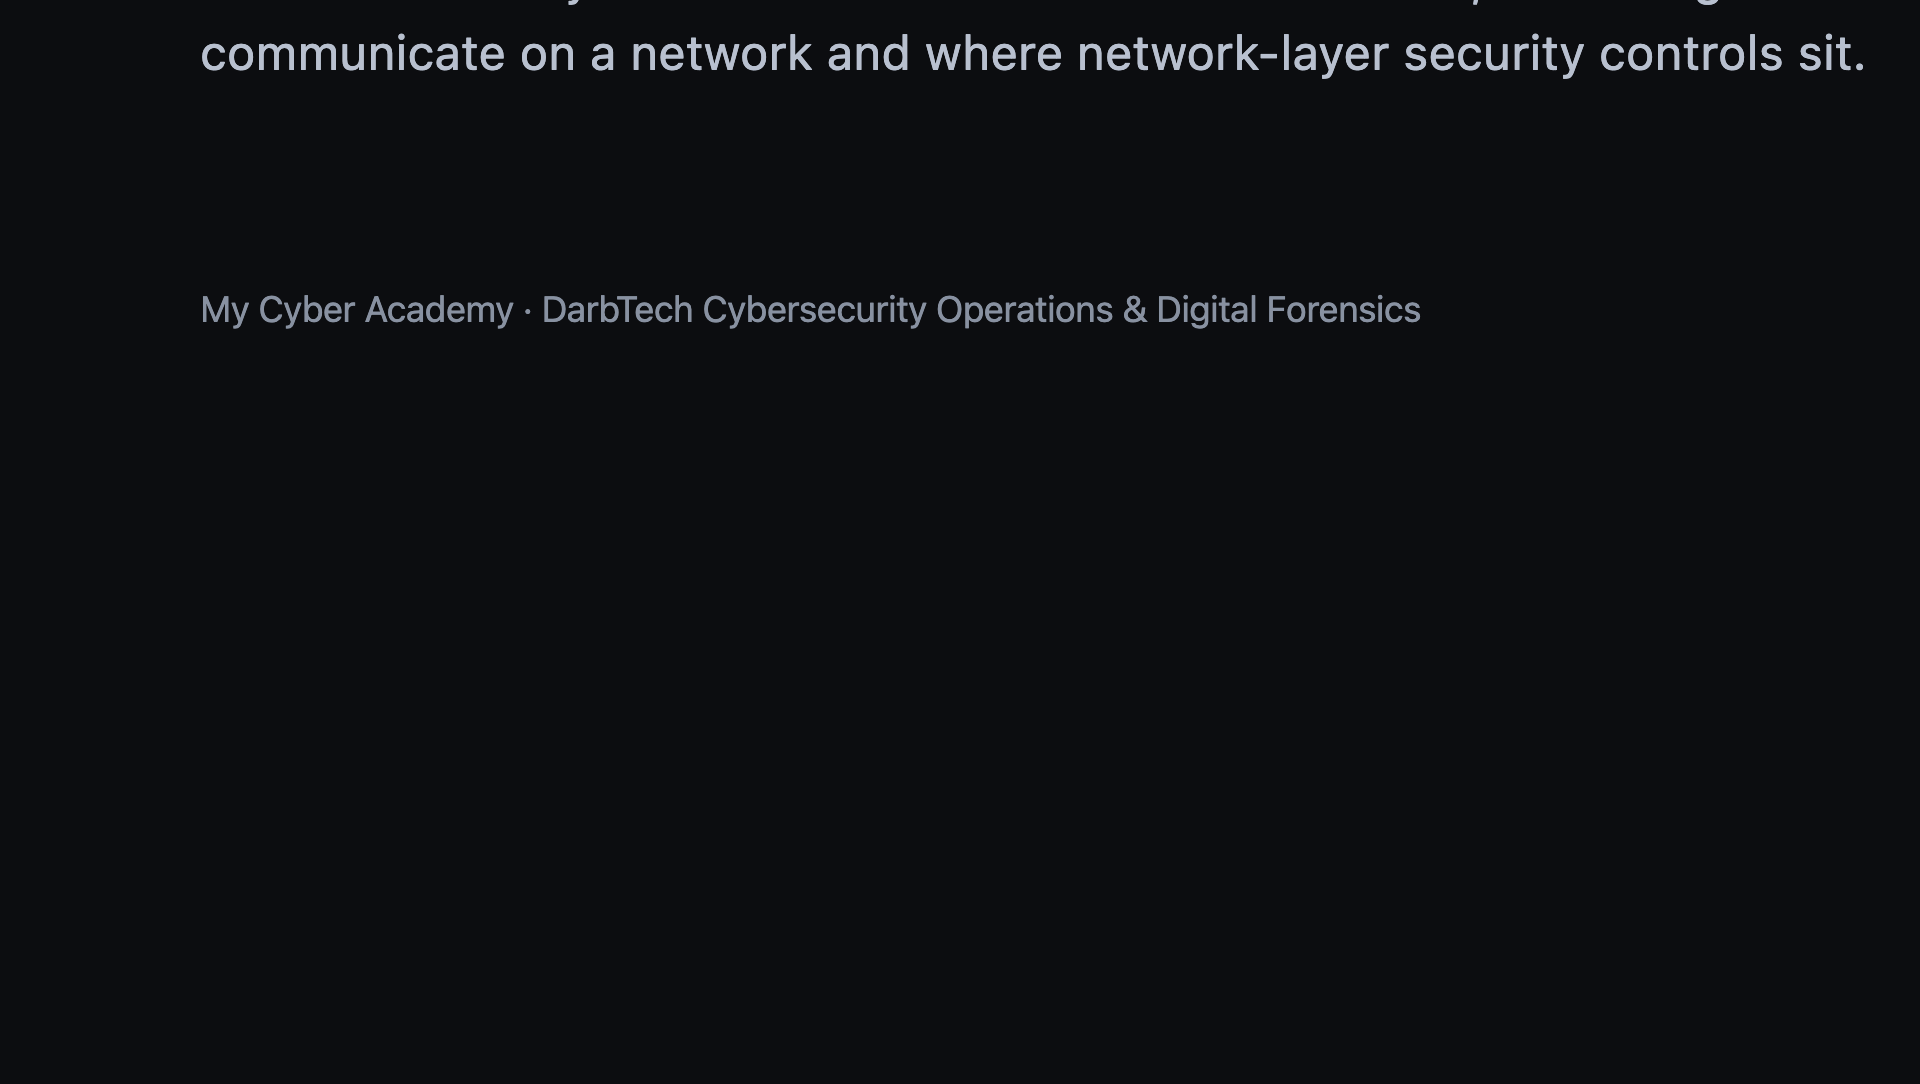 communicate on a network and where network-layer security controls sit.
My Cyber Academy · DarbTech Cybersecurity Operations & Digital Forensics